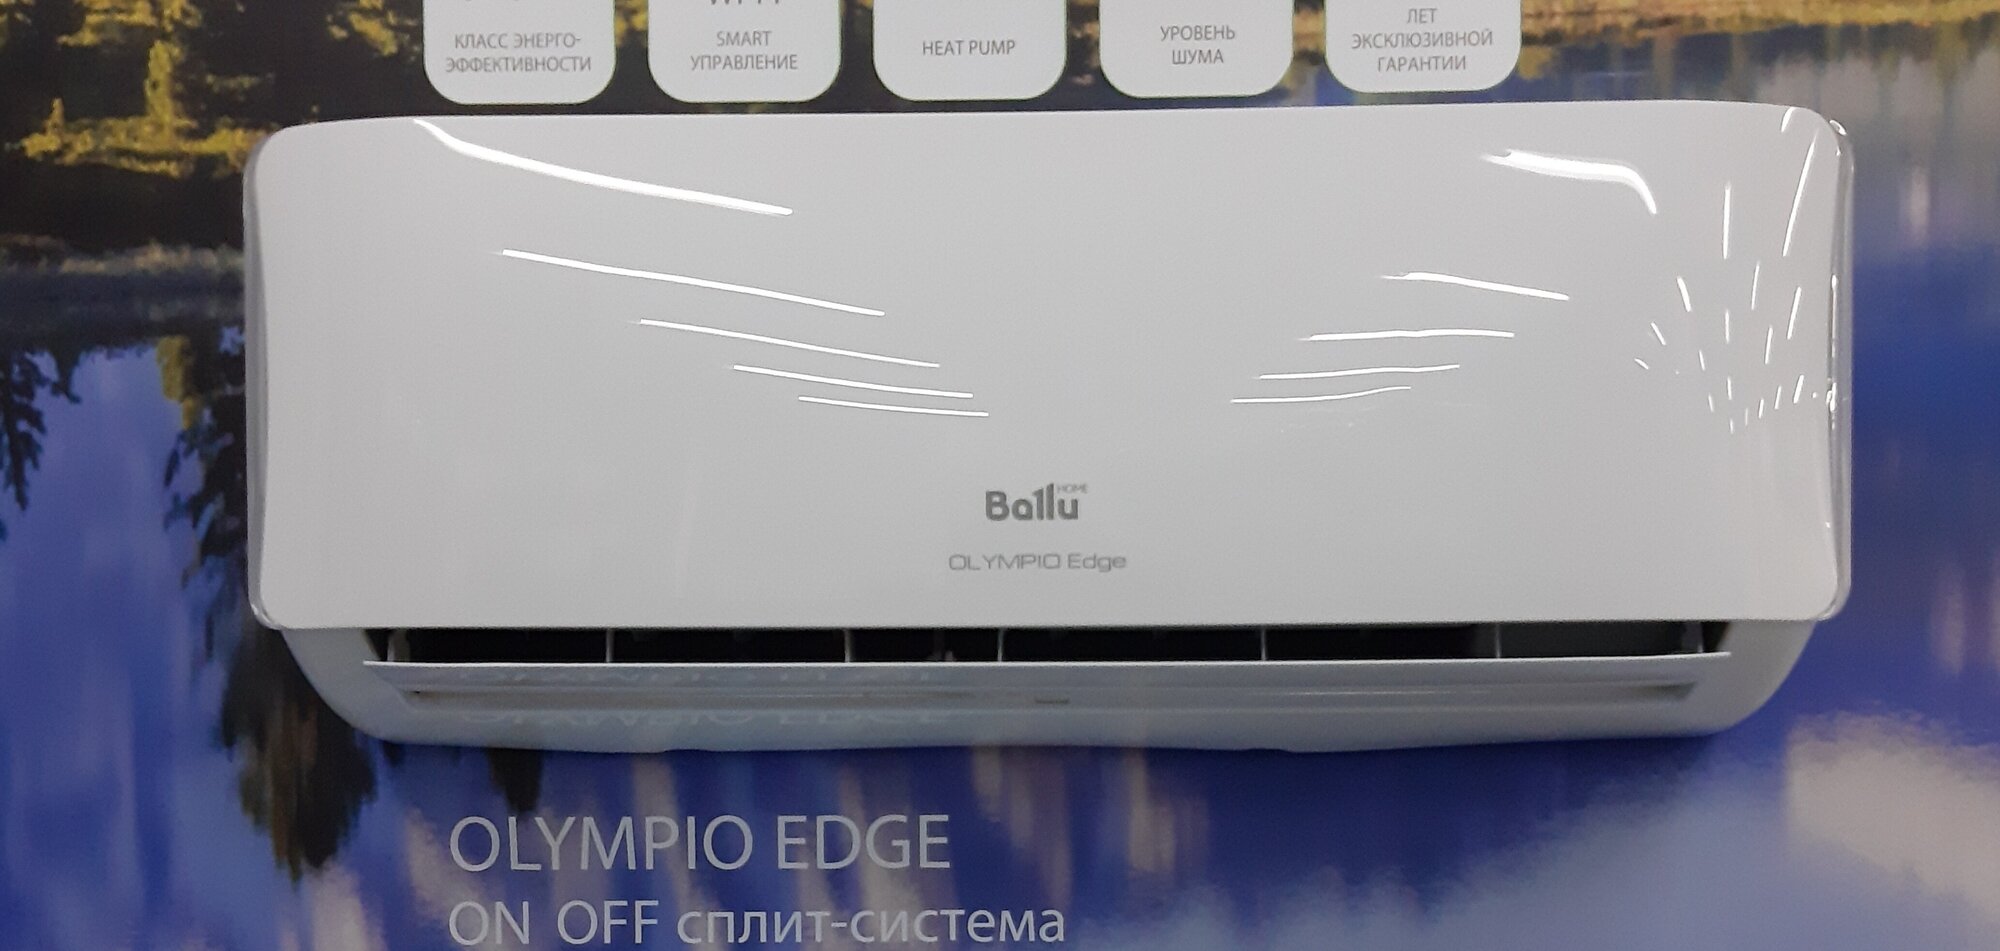 КЛАСС ЭНЕРГО-
ЭФФЕКТИВНОСТИ
SMART
УПРАВЛЕНИЕ
HEAT PUMP
УРОВЕНЬ
ШУМА
ЛЕТ
ЭКСКЛЮЗИВНОЙ
ГАРАНТИИ
Ballu HOME
OLYMPIO Edge
OLYMPIO EDGE
ON OFF сплит-система